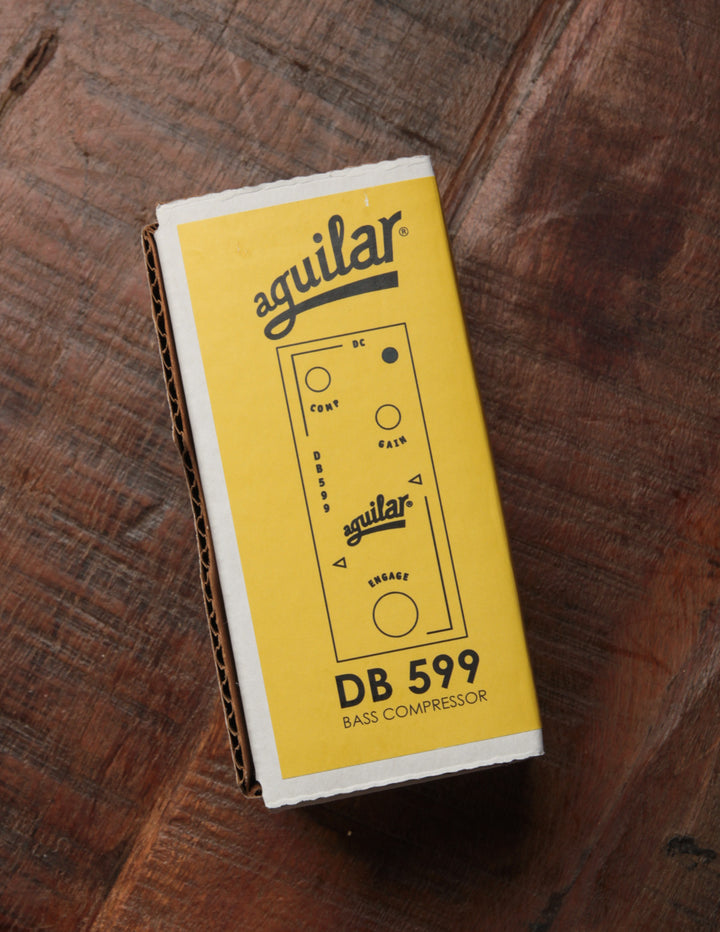 aguilar®
DC
COMP
GAIN
DB599
aguilar®
ENGAGE
DB 599
BASS COMPRESSOR